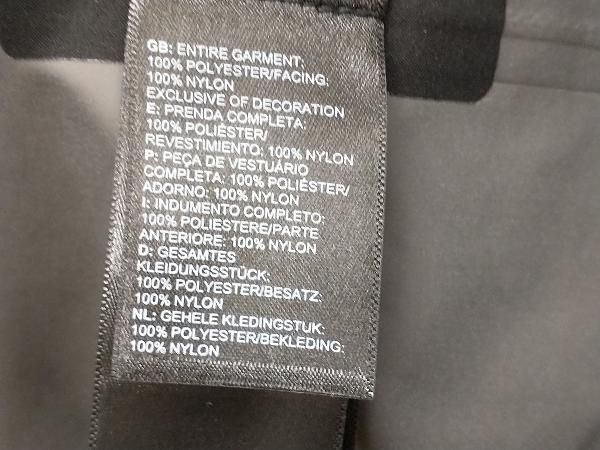 GB: ENTIRE GARMENT:
100% POLYESTER/FACING:
100% NYLON
EXCLUSIVE OF DECORATION
E: PRENDA COMPLETA:
100% POLIÉSTER/
REVESTIMIENTO: 100% NYLON
P: PEÇA DE VESTUÁRIO
COMPLETA: 100% POLIÉSTER/
ADORNO: 100% NYLON
I: INDUMENTO COMPLETO:
100% POLIESTERE/PARTE
ANTERIORE: 100% NYLON
D: GESAMTES
KLEIDUNGSSTÜCK:
100% POLYESTER/BESATZ:
100% NYLON
NL: GEHELE KLEDINGSTUK:
100% POLYESTER/BEKLEDING:
100% NYLON